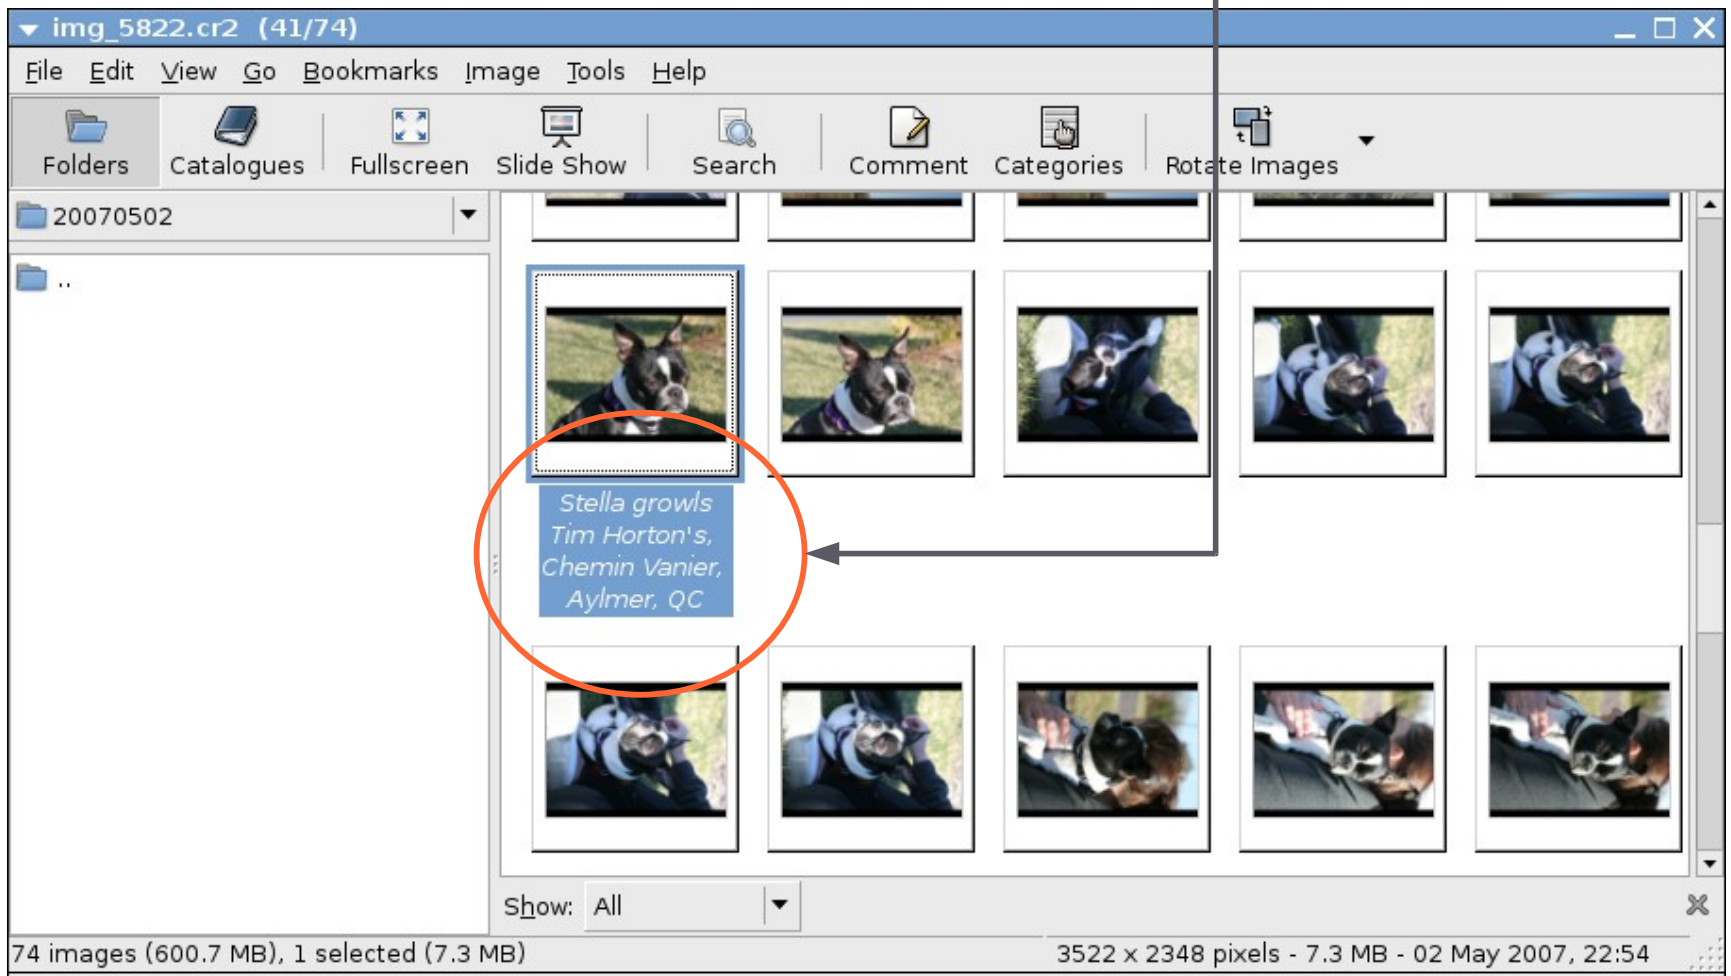 img_5822.cr2 (41/74)
File Edit View Go Bookmarks Image Tools Help
Folders Catalogues Fullscreen Slide Show Search Comment Categories Rotate Images
20070502
..
Stella growls
Tim Horton's,
Chemin Vanier,
Aylmer, QC
Show: All
74 images (600.7 MB), 1 selected (7.3 MB) 3522 x 2348 pixels - 7.3 MB - 02 May 2007, 22:54